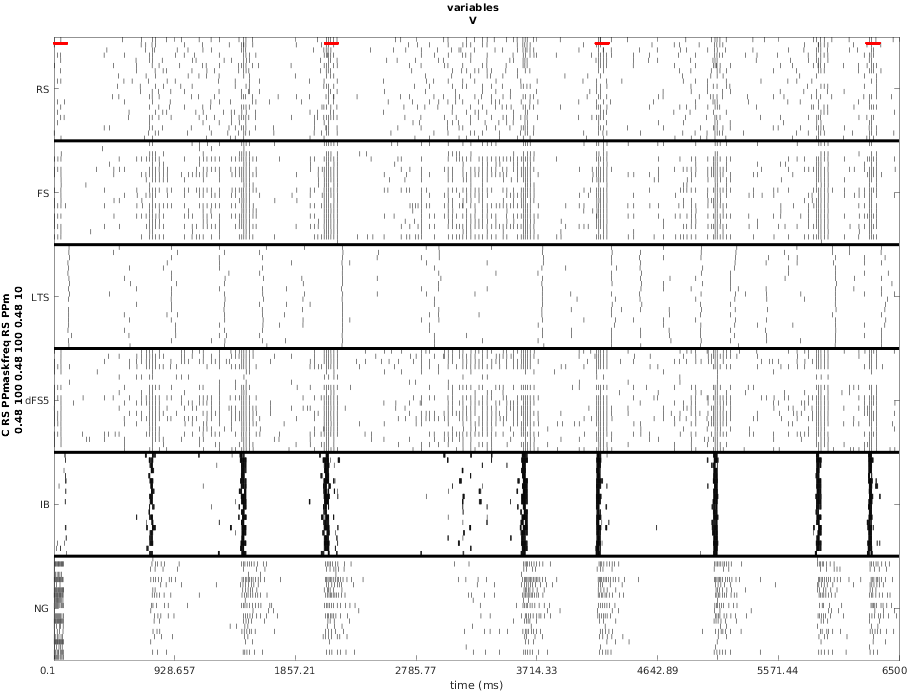 variables
V
RS
FS
LTS
dFS5
IB
NG
C RS PPmaskfreq RS PPm
0.48 100 0.48 100 0.48 10
0.1 928.657 1857.21 2785.77 3714.33 4642.89 5571.44 6500
time (ms)